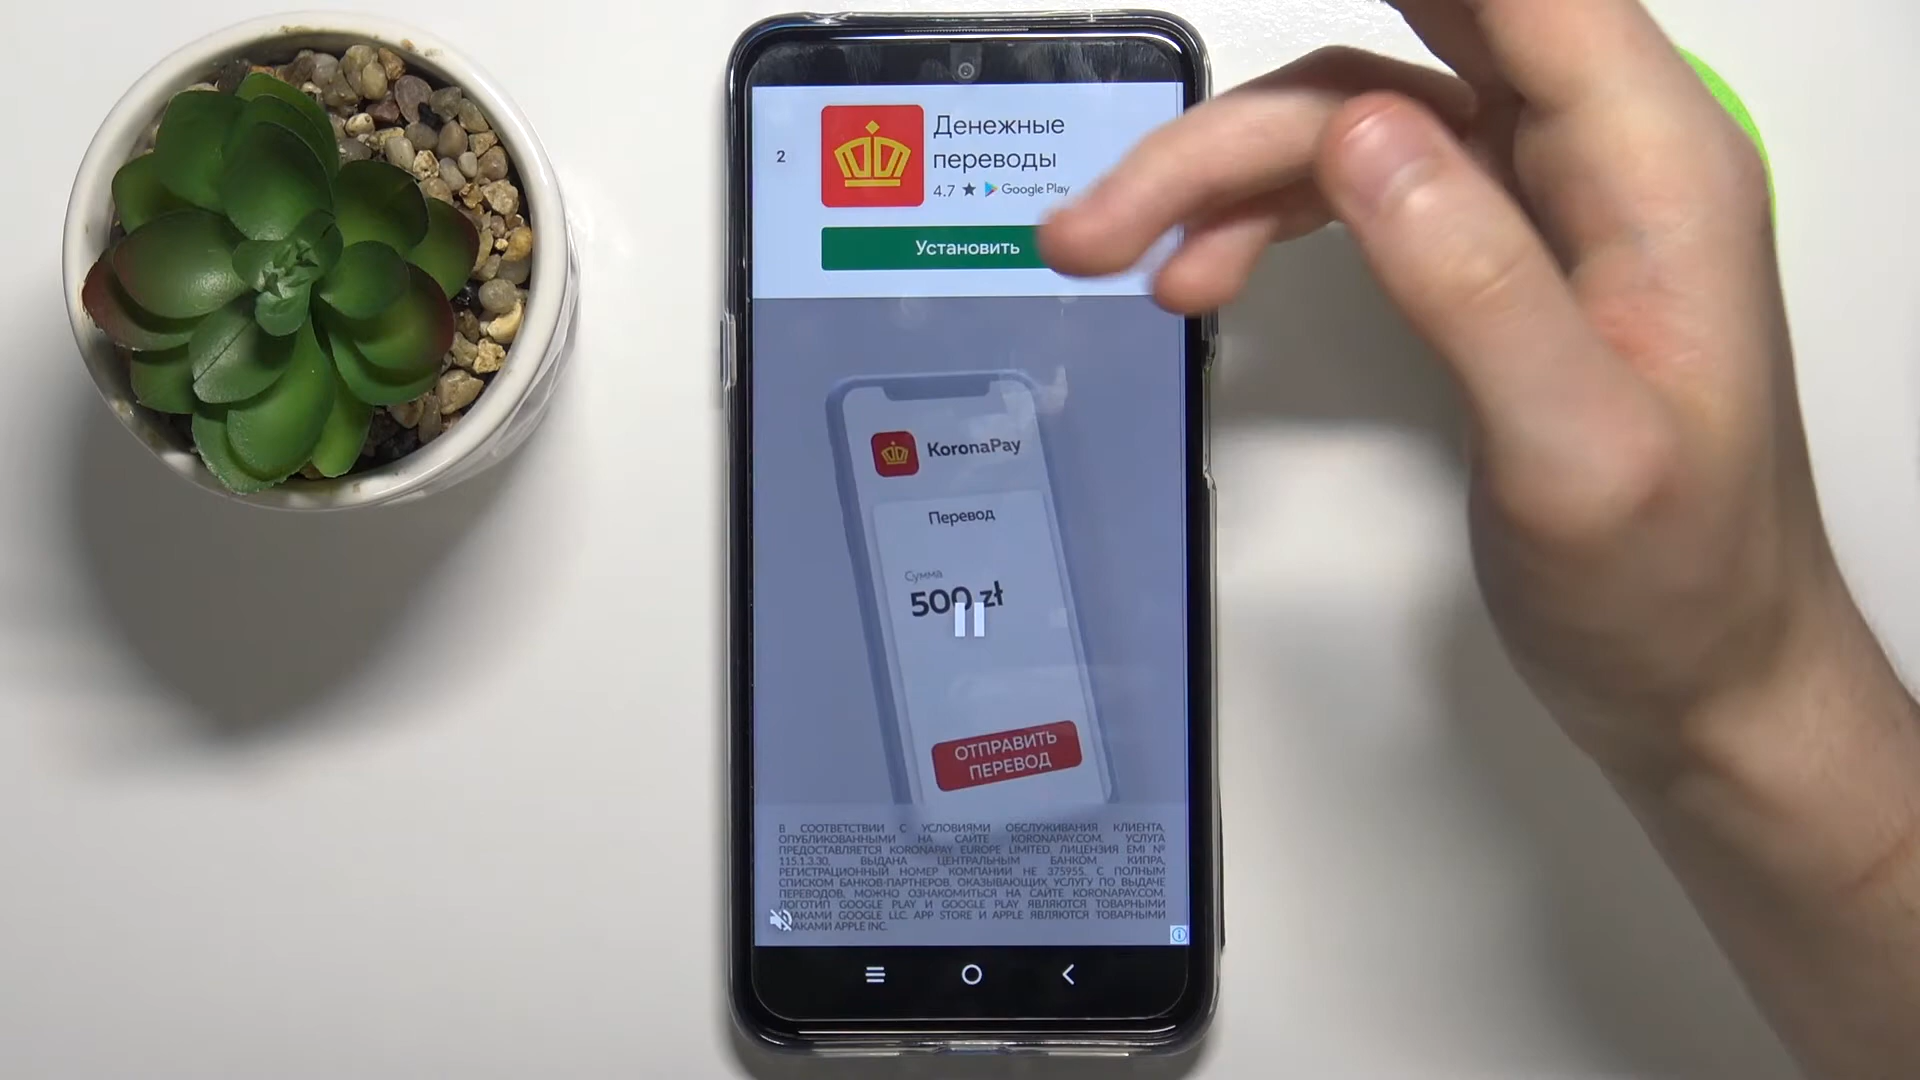 2
Денежные
переводы
4.7 ★ Google Play
Установить
KoronaPay
Перевод
Сумма
500 zł
ОТПРАВИТЬ
ПЕРЕВОД
В СООТВЕТСТВИИ С УСЛОВИЯМИ ОБСЛУЖИВАНИЯ КЛИЕНТА,
ОПУБЛИКОВАННЫМИ НА САЙТЕ KORONAPAY.COM. УСЛУГА
ПРЕДОСТАВЛЯЕТСЯ KORONAPAY EUROPE LIMITED, ЛИЦЕНЗИЯ EMI №
115.1.3.30, ВЫДАНА ЦЕНТРАЛЬНЫМ БАНКОМ КИПРА,
РЕГИСТРАЦИОННЫЙ НОМЕР КОМПАНИИ HE 375955. С ПОЛНЫМ
СПИСКОМ БАНКОВ-ПАРТНЕРОВ, ОКАЗЫВАЮЩИХ УСЛУГУ ПО ВЫДАЧЕ
ПЕРЕВОДОВ, МОЖНО ОЗНАКОМИТЬСЯ НА САЙТЕ KORONAPAY.COM.
ЛОГОТИП GOOGLE PLAY И GOOGLE PLAY ЯВЛЯЮТСЯ ТОВАРНЫМИ
ЗНАКАМИ GOOGLE LLC. APP STORE И APPLE ЯВЛЯЮТСЯ ТОВАРНЫМИ
ЗНАКАМИ APPLE INC.